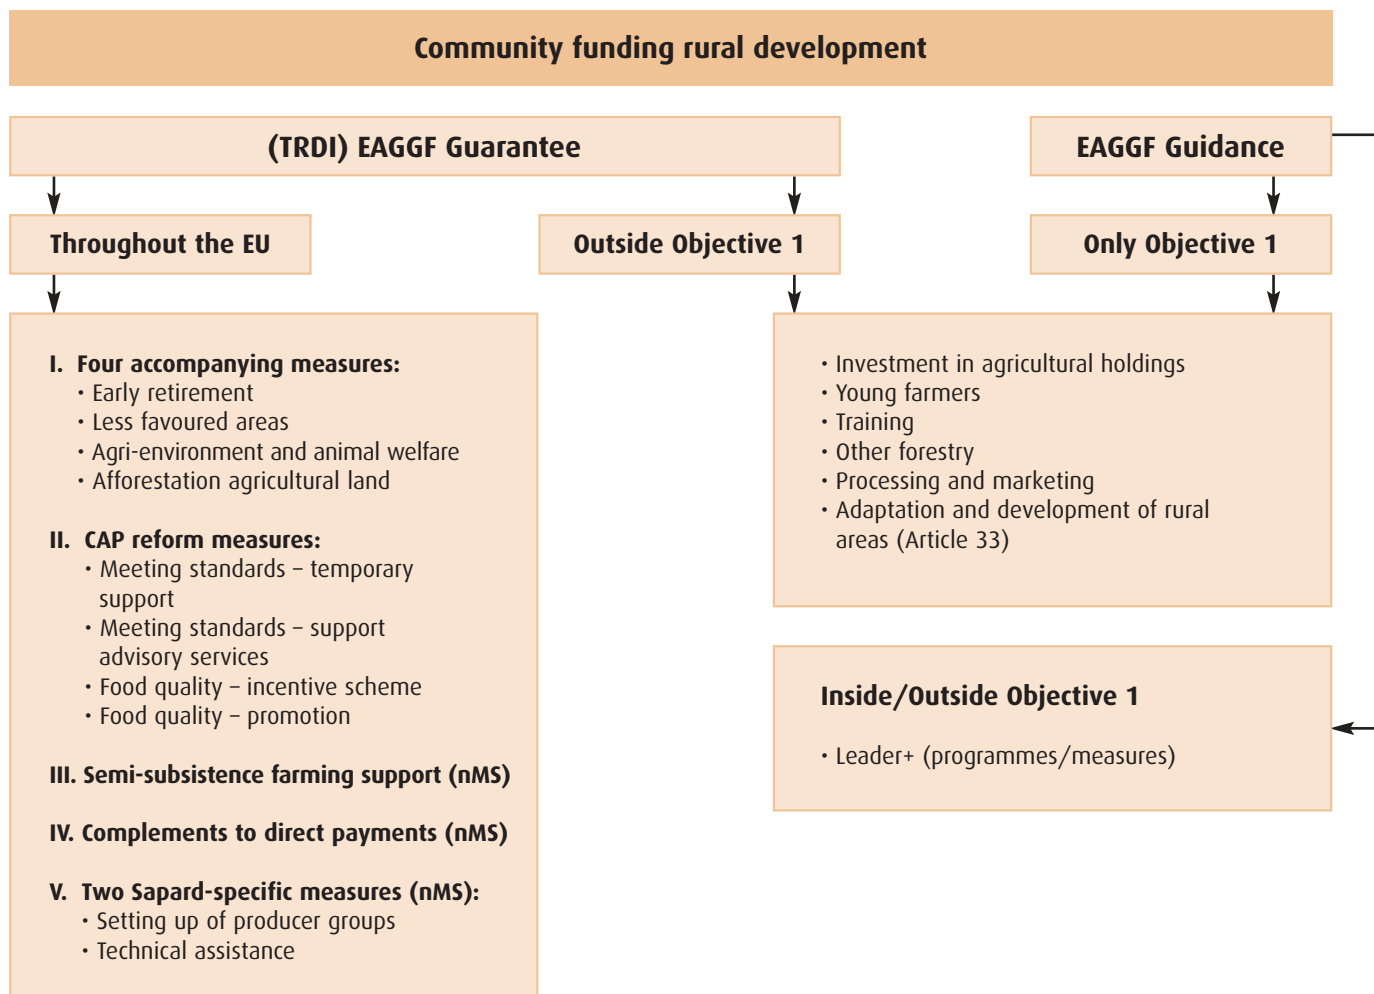 Community funding rural development
(TRDI) EAGGF Guarantee
EAGGF Guidance
Throughout the EU
Outside Objective 1
Only Objective 1
I. Four accompanying measures:
· Early retirement
· Less favoured areas
· Agri-environment and animal welfare
· Afforestation agricultural land
II. CAP reform measures:
· Meeting standards – temporary
support
· Meeting standards – support
advisory services
· Food quality – incentive scheme
· Food quality – promotion
III. Semi-subsistence farming support (nMS)
IV. Complements to direct payments (nMS)
V. Two Sapard-specific measures (nMS):
· Setting up of producer groups
· Technical assistance
· Investment in agricultural holdings
· Young farmers
· Training
· Other forestry
· Processing and marketing
· Adaptation and development of rural
areas (Article 33)
Inside/Outside Objective 1
· Leader+ (programmes/measures)